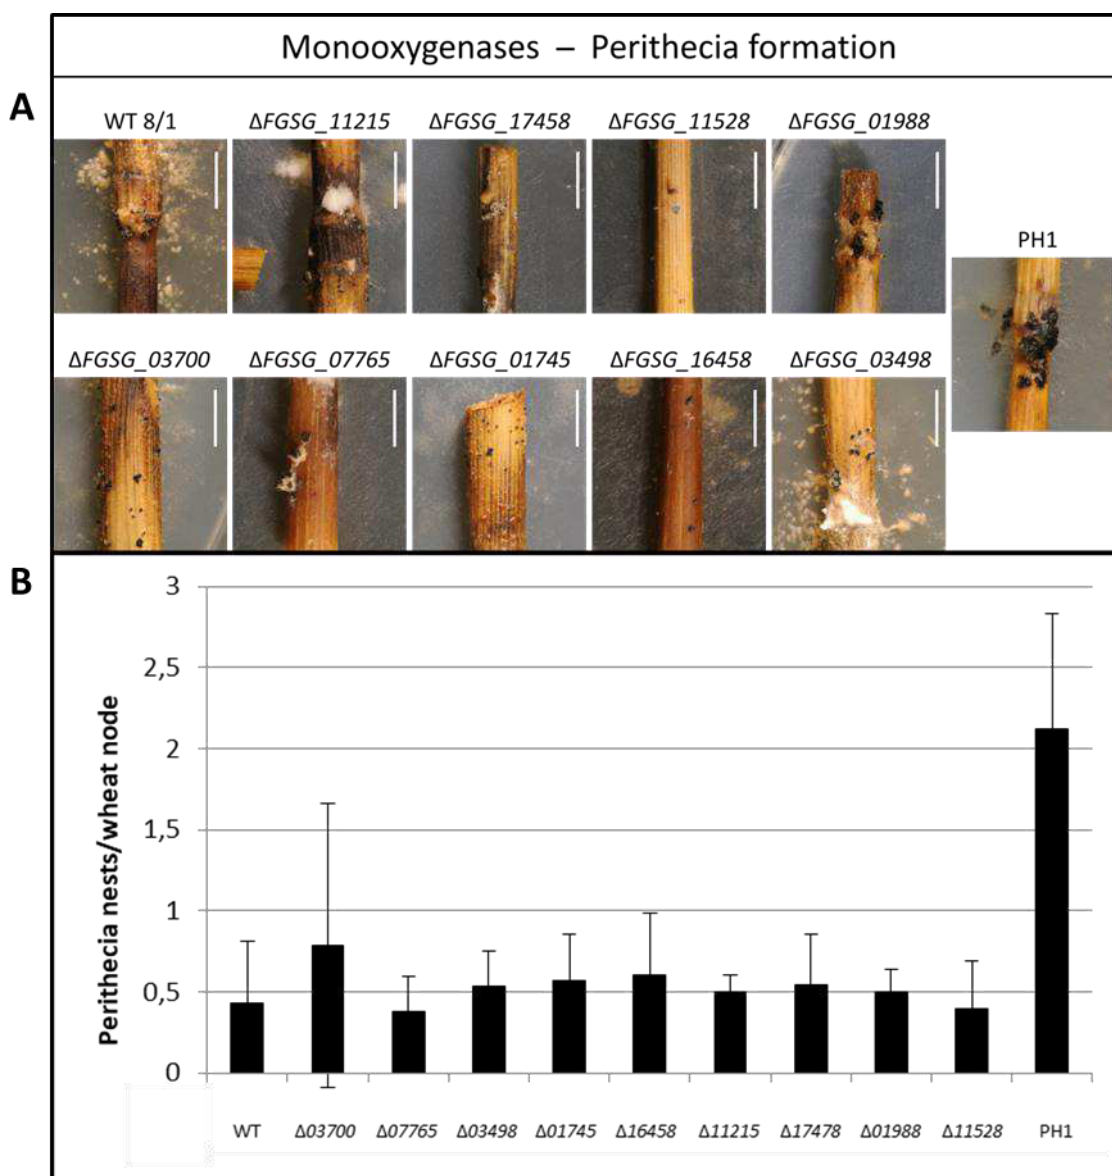 Monooxygenases – Perithecia formation
A
WT 8/1 ΔFGSG_11215 ΔFGSG_17458 ΔFGSG_11528 ΔFGSG_01988
PH1
ΔFGSG_03700 ΔFGSG_07765 ΔFGSG_01745 ΔFGSG_16458 ΔFGSG_03498
B
Perithecia nests/wheat node
3
2,5
2
1,5
1
0,5
0
WT Δ03700 Δ07765 Δ03498 Δ01745 Δ16458 Δ11215 Δ17478 Δ01988 Δ11528 PH1